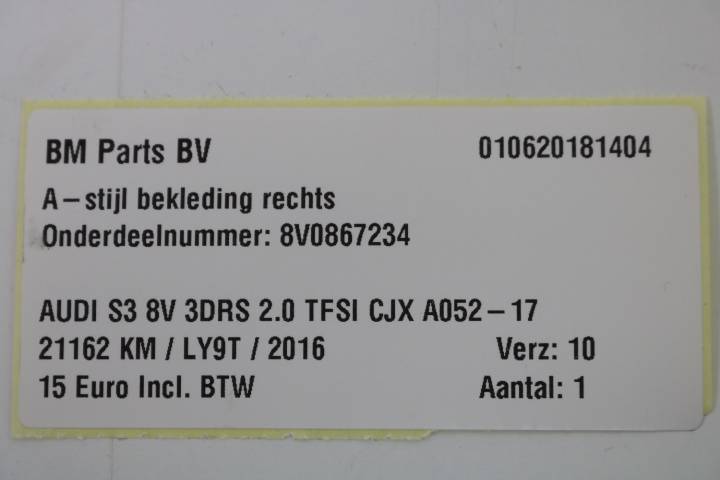 BM Parts BV 010620181404
A-stijl bekleding rechts
Onderdeelnummer: 8V0867234
AUDI S3 8V 3DRS 2.0 TFSI CJX A052-17
21162 KM / LY9T / 2016 Verz: 10
15 Euro Incl. BTW Aantal: 1